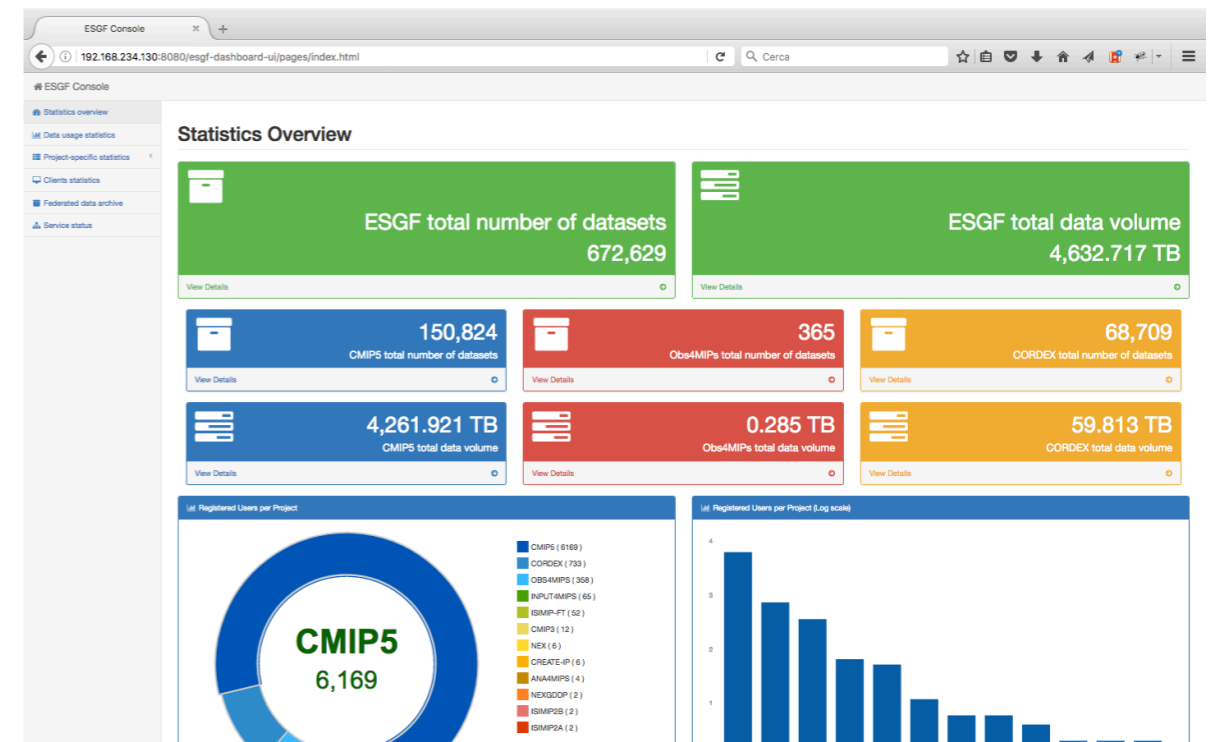 ESGF Console
192.168.234.130:8080/esgf-dashboard-ui/pages/index.html
Cerca
ESGF Console
Statistics overview
Data usage statistics
Project-specific statistics
Clients statistics
Federated data archive
Service status
Statistics Overview
ESGF total number of datasets
672,629
View Details
ESGF total data volume
4,632.717 TB
View Details
150,824
CMIP5 total number of datasets
View Details
365
Obs4MIPs total number of datasets
View Details
68,709
CORDEX total number of datasets
View Details
4,261.921 TB
CMIP5 total data volume
View Details
0.285 TB
Obs4MIPs total data volume
View Details
59.813 TB
CORDEX total data volume
View Details
Registered Users per Project
CMIP5
6,169
CMIP5 ( 6169 )
CORDEX ( 733 )
OBS4MIPS ( 358 )
INPUT4MIPS ( 65 )
ISIMIP-FT ( 52 )
CMIP3 ( 12 )
NEX ( 6 )
CREATE-IP ( 6 )
ANA4MIPS ( 4 )
NEXGDDP ( 2 )
ISIMIP2B ( 2 )
ISIMIP2A ( 2 )
Registered Users per Project (Log scale)
4
3
2
1